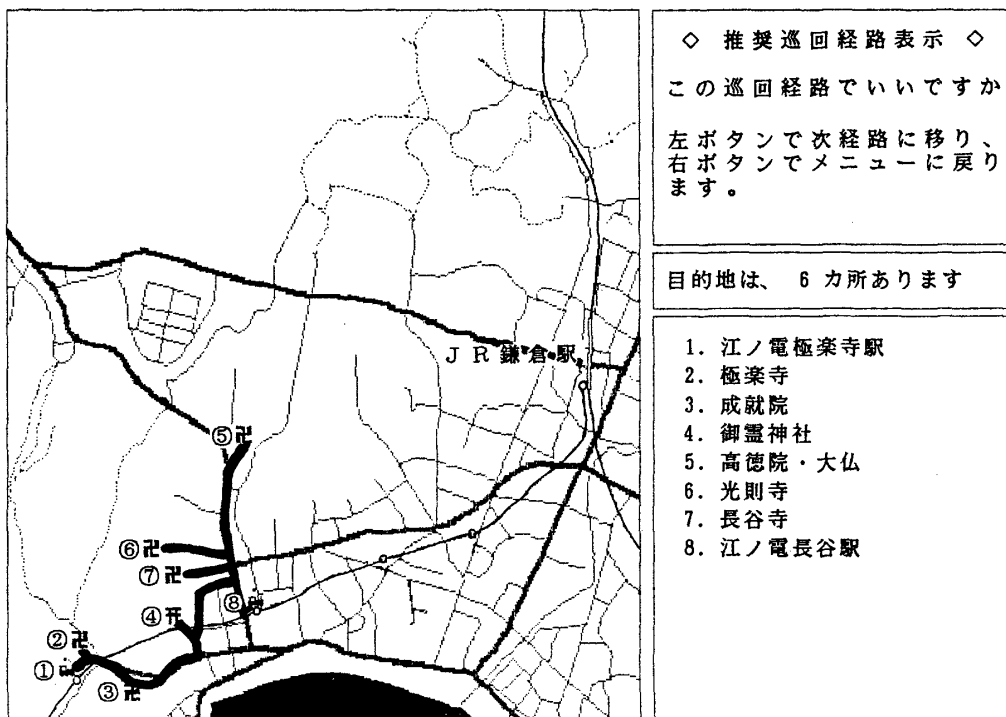 ◇ 推奨巡回経路表示 ◇
この巡回経路でいいですか
左ボタンで次経路に移り、
右ボタンでメニューに戻り
ます。
目的地は、 6 カ所あります
1. 江ノ電極楽寺駅
2. 極楽寺
3. 成就院
4. 御霊神社
5.高徳院・大仏
6. 光則寺
7. 長谷寺
8. 江ノ電長谷駅
JR鎌倉駅
⑤卍
⑥卍
⑦卍
⑧
④
②卍
①
③卍